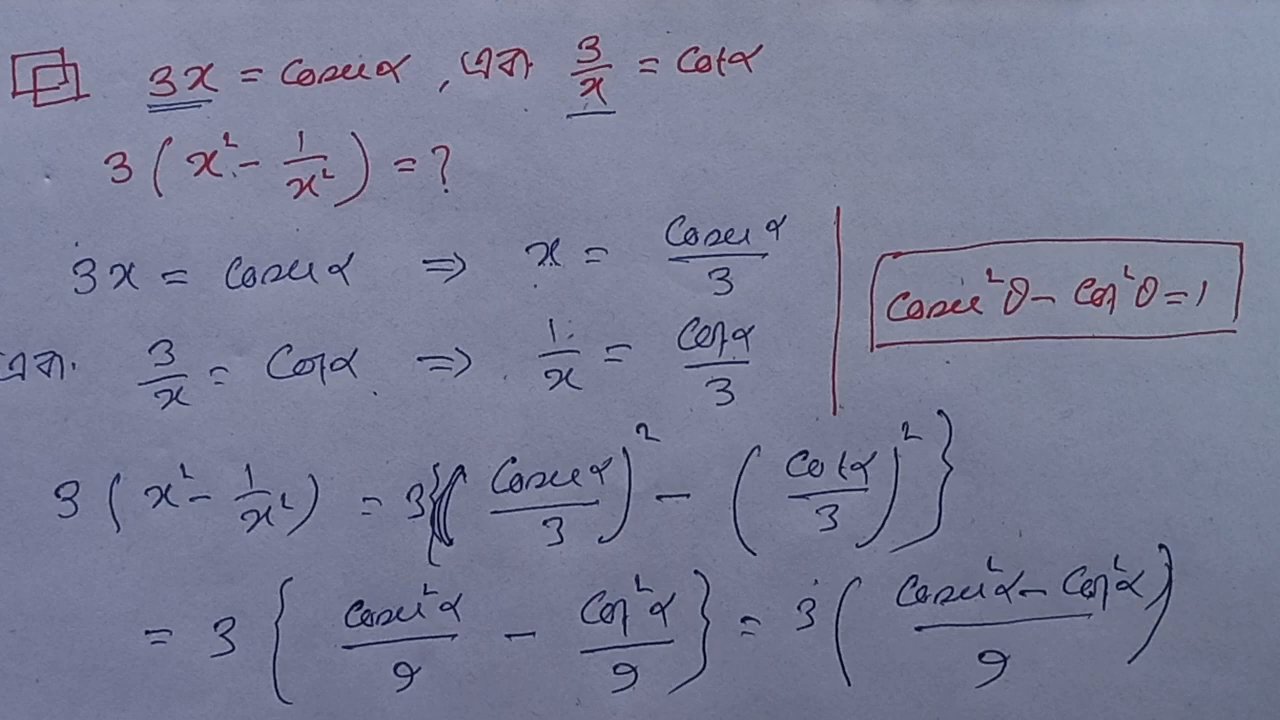 3x = Cosecα , এবং 3/x = Cotα
3(x² - 1/x²) = ?
3x = Cosecα ⇒ x = Cosecα/3
এবং 3/x = Cotα ⇒ 1/x = Cotα/3
Cosec²θ - Cot²θ = 1
3(x² - 1/x²) = 3{(Cosecα/3)² - (Cotα/3)²}
= 3{Cosec²α/9 - Cot²α/9} = 3(Cosec²α - Cot²α/9)